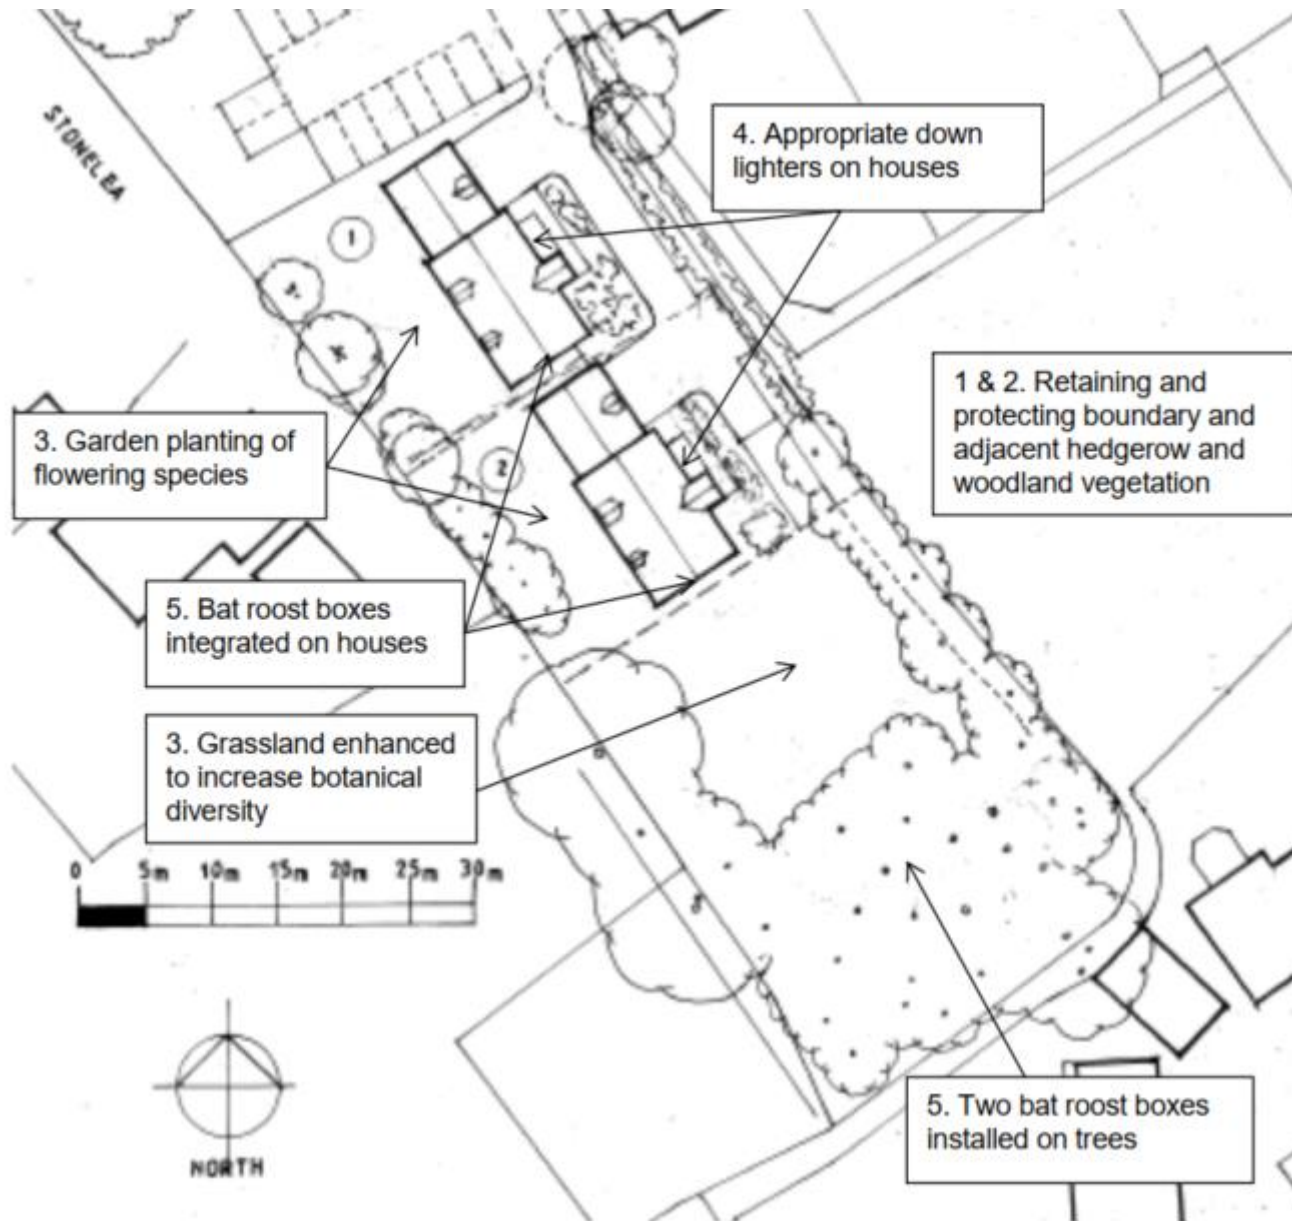 STONELEA
4. Appropriate down
lighters on houses
1
1 & 2. Retaining and
protecting boundary and
adjacent hedgerow and
woodland vegetation
3. Garden planting of
flowering species
2
5. Bat roost boxes
integrated on houses
3. Grassland enhanced
to increase botanical
diversity
0 5m 10m 15m 20m 25m 30m
NORTH
5. Two bat roost boxes
installed on trees